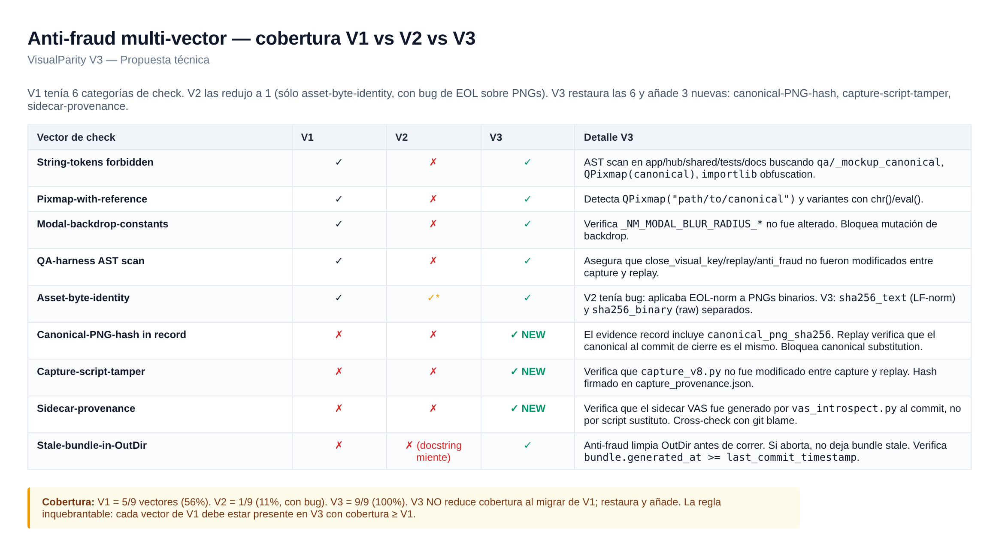 Anti-fraud multi-vector — cobertura V1 vs V2 vs V3
VisualParity V3 — Propuesta técnica
V1 tenía 6 categorías de check. V2 las redujo a 1 (sólo asset-byte-identity, con bug de EOL sobre PNGs). V3 restaura las 6 y añade 3 nuevas: canonical-PNG-hash, capture-script-tamper,
sidecar-provenance.
Vector de check V1 V2 V3 Detalle V3
String-tokens forbidden ✓ ✗ ✓ AST scan en app/hub/shared/tests/docs buscando qa/_mockup_canonical,
QPixmap(canonical), importlib obfuscation.
Pixmap-with-reference ✓ ✗ ✓ Detecta QPixmap("path/to/canonical") y variantes con chr()/eval().
Modal-backdrop-constants ✓ ✗ ✓ Verifica _NM_MODAL_BLUR_RADIUS_* no fue alterado. Bloquea mutación de
backdrop.
QA-harness AST scan ✓ ✗ ✓ Asegura que close_visual_key/replay/anti_fraud no fueron modificados entre
capture y replay.
Asset-byte-identity ✓ ✓* ✓ V2 tenía bug: aplicaba EOL-norm a PNGs binarios. V3: sha256_text (LF-norm)
y sha256_binary (raw) separados.
Canonical-PNG-hash in record ✗ ✗ ✓ NEW El evidence record incluye canonical_png_sha256. Replay verifica que el
canonical al commit de cierre es el mismo. Bloquea canonical substitution.
Capture-script-tamper ✗ ✗ ✓ NEW Verifica que capture_v8.py no fue modificado entre capture y replay. Hash
firmado en capture_provenance.json.
Sidecar-provenance ✗ ✗ ✓ NEW Verifica que el sidecar VAS fue generado por vas_introspect.py al commit, no
por script sustituto. Cross-check con git blame.
Stale-bundle-in-OutDir ✗ ✗ (docstring ✓ Anti-fraud limpia OutDir antes de correr. Si aborta, no deja bundle stale. Verifica
miente) bundle.generated_at >= last_commit_timestamp.
Cobertura: V1 = 5/9 vectores (56%). V2 = 1/9 (11%, con bug). V3 = 9/9 (100%). V3 NO reduce cobertura al migrar de V1; restaura y añade. La regla
inquebrantable: cada vector de V1 debe estar presente en V3 con cobertura ≥ V1.